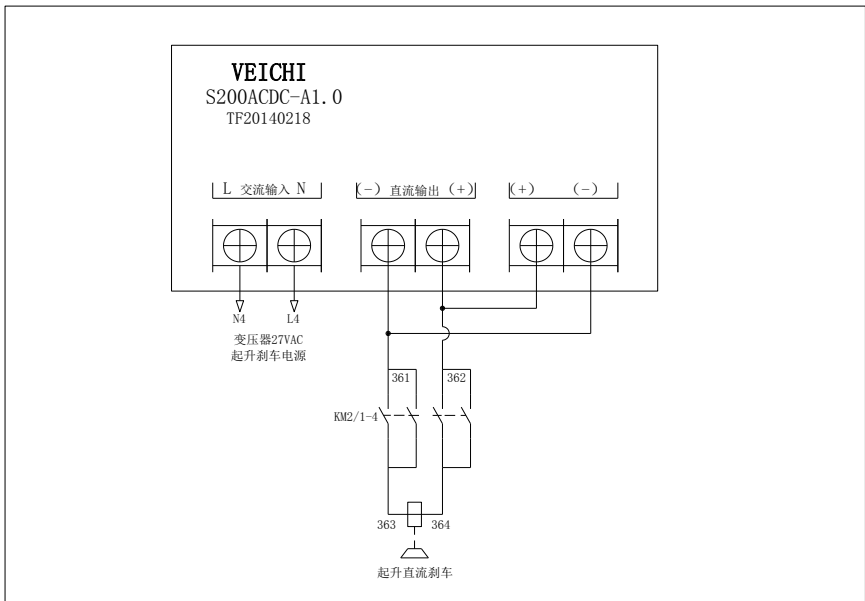 VEICHI
S200ACDC-A1.0
TF20140218
L 交流输入 N
(-) 直流输出 (+)
(+) (-)
N4 L4
变压器27VAC
起升刹车电源
361 362
KM2/1-4
363 364
起升直流刹车